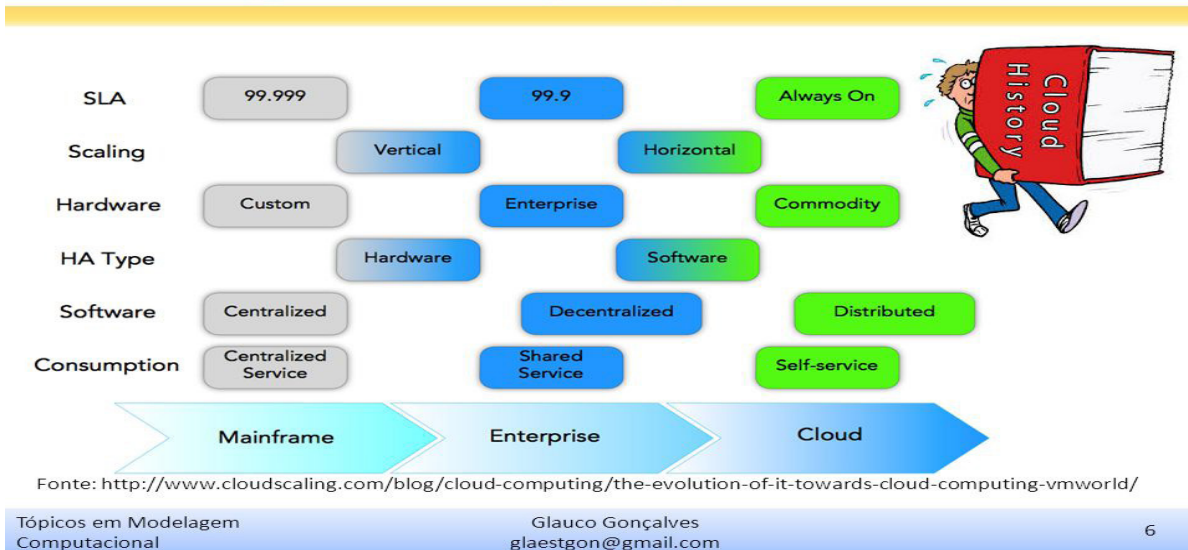 SLA 99.999 99.9 Always On
Scaling Vertical Horizontal
Hardware Custom Enterprise Commodity
HA Type Hardware Software
Software Centralized Decentralized Distributed
Consumption Centralized Service Shared Service Self-service
Mainframe Enterprise Cloud
Cloud
History
Fonte: http://www.cloudscaling.com/blog/cloud-computing/the-evolution-of-it-towards-cloud-computing-vmworld/
Tópicos em Modelagem
Computacional
Glauco Gonçalves
glaestgon@gmail.com
6